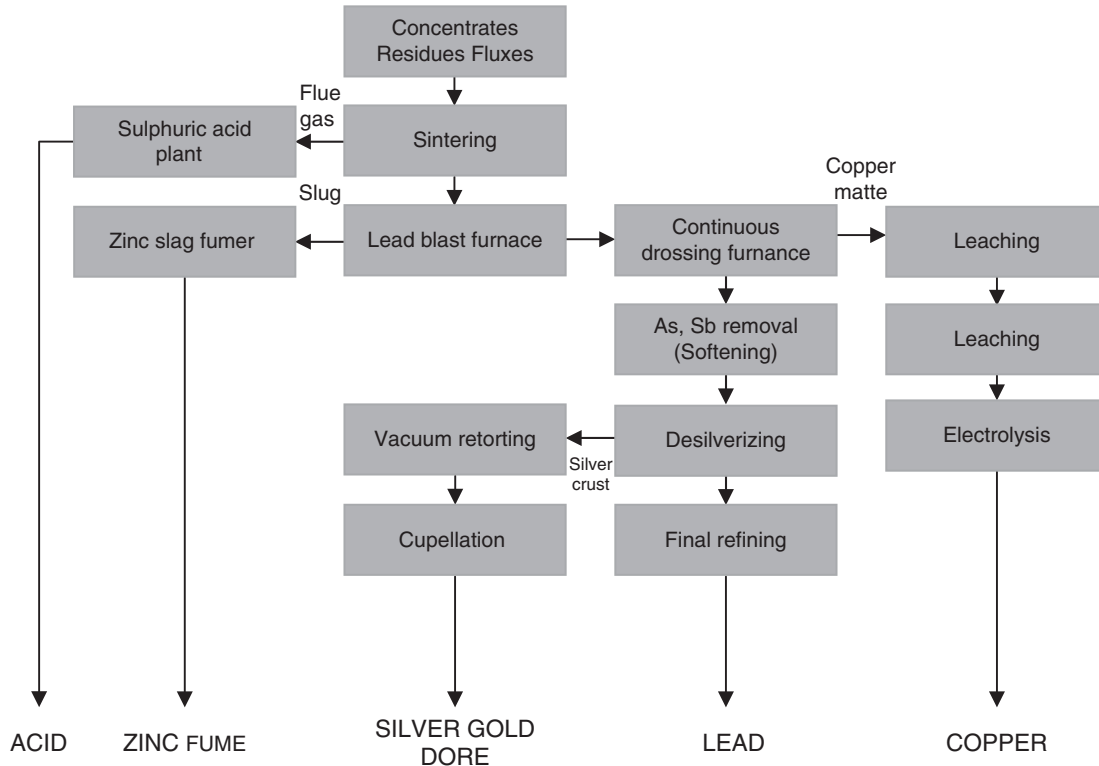 Concentrates
Residues Fluxes
Flue
gas
Sulphuric acid
plant
Sintering
Copper
matte
Slug
Zinc slag fumer
Lead blast furnace
Continuous
drossing furnance
Leaching
As, Sb removal
(Softening)
Leaching
Vacuum retorting
Silver
crust
Desilverizing
Electrolysis
Cupellation
Final refining
ACID
ZINC FUME
SILVER GOLD
DORE
LEAD
COPPER